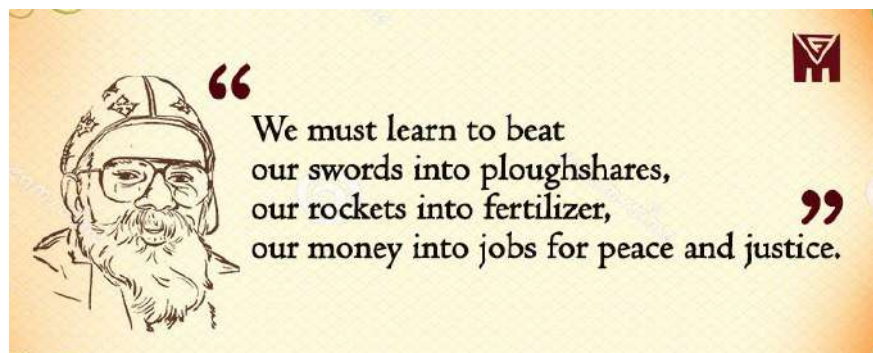 “
We must learn to beat
our swords into ploughshares,
our rockets into fertilizer,
our money into jobs for peace and justice.
”